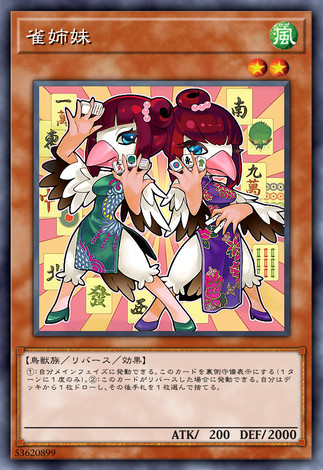 雀姉妹
風
一
萬
東
南
九
萬
北
發
西
【鳥獣族／リバース／効果】
①：自分メインフェイズに発動できる。このカードを裏側守備表示にする（１タ
ーンに１度のみ）。②：このカードがリバースした場合に発動できる。自分はデ
ッキから１枚ドローし、その後手札を１枚選んで捨てる。
ATK/ 200 DEF/2000
53620899